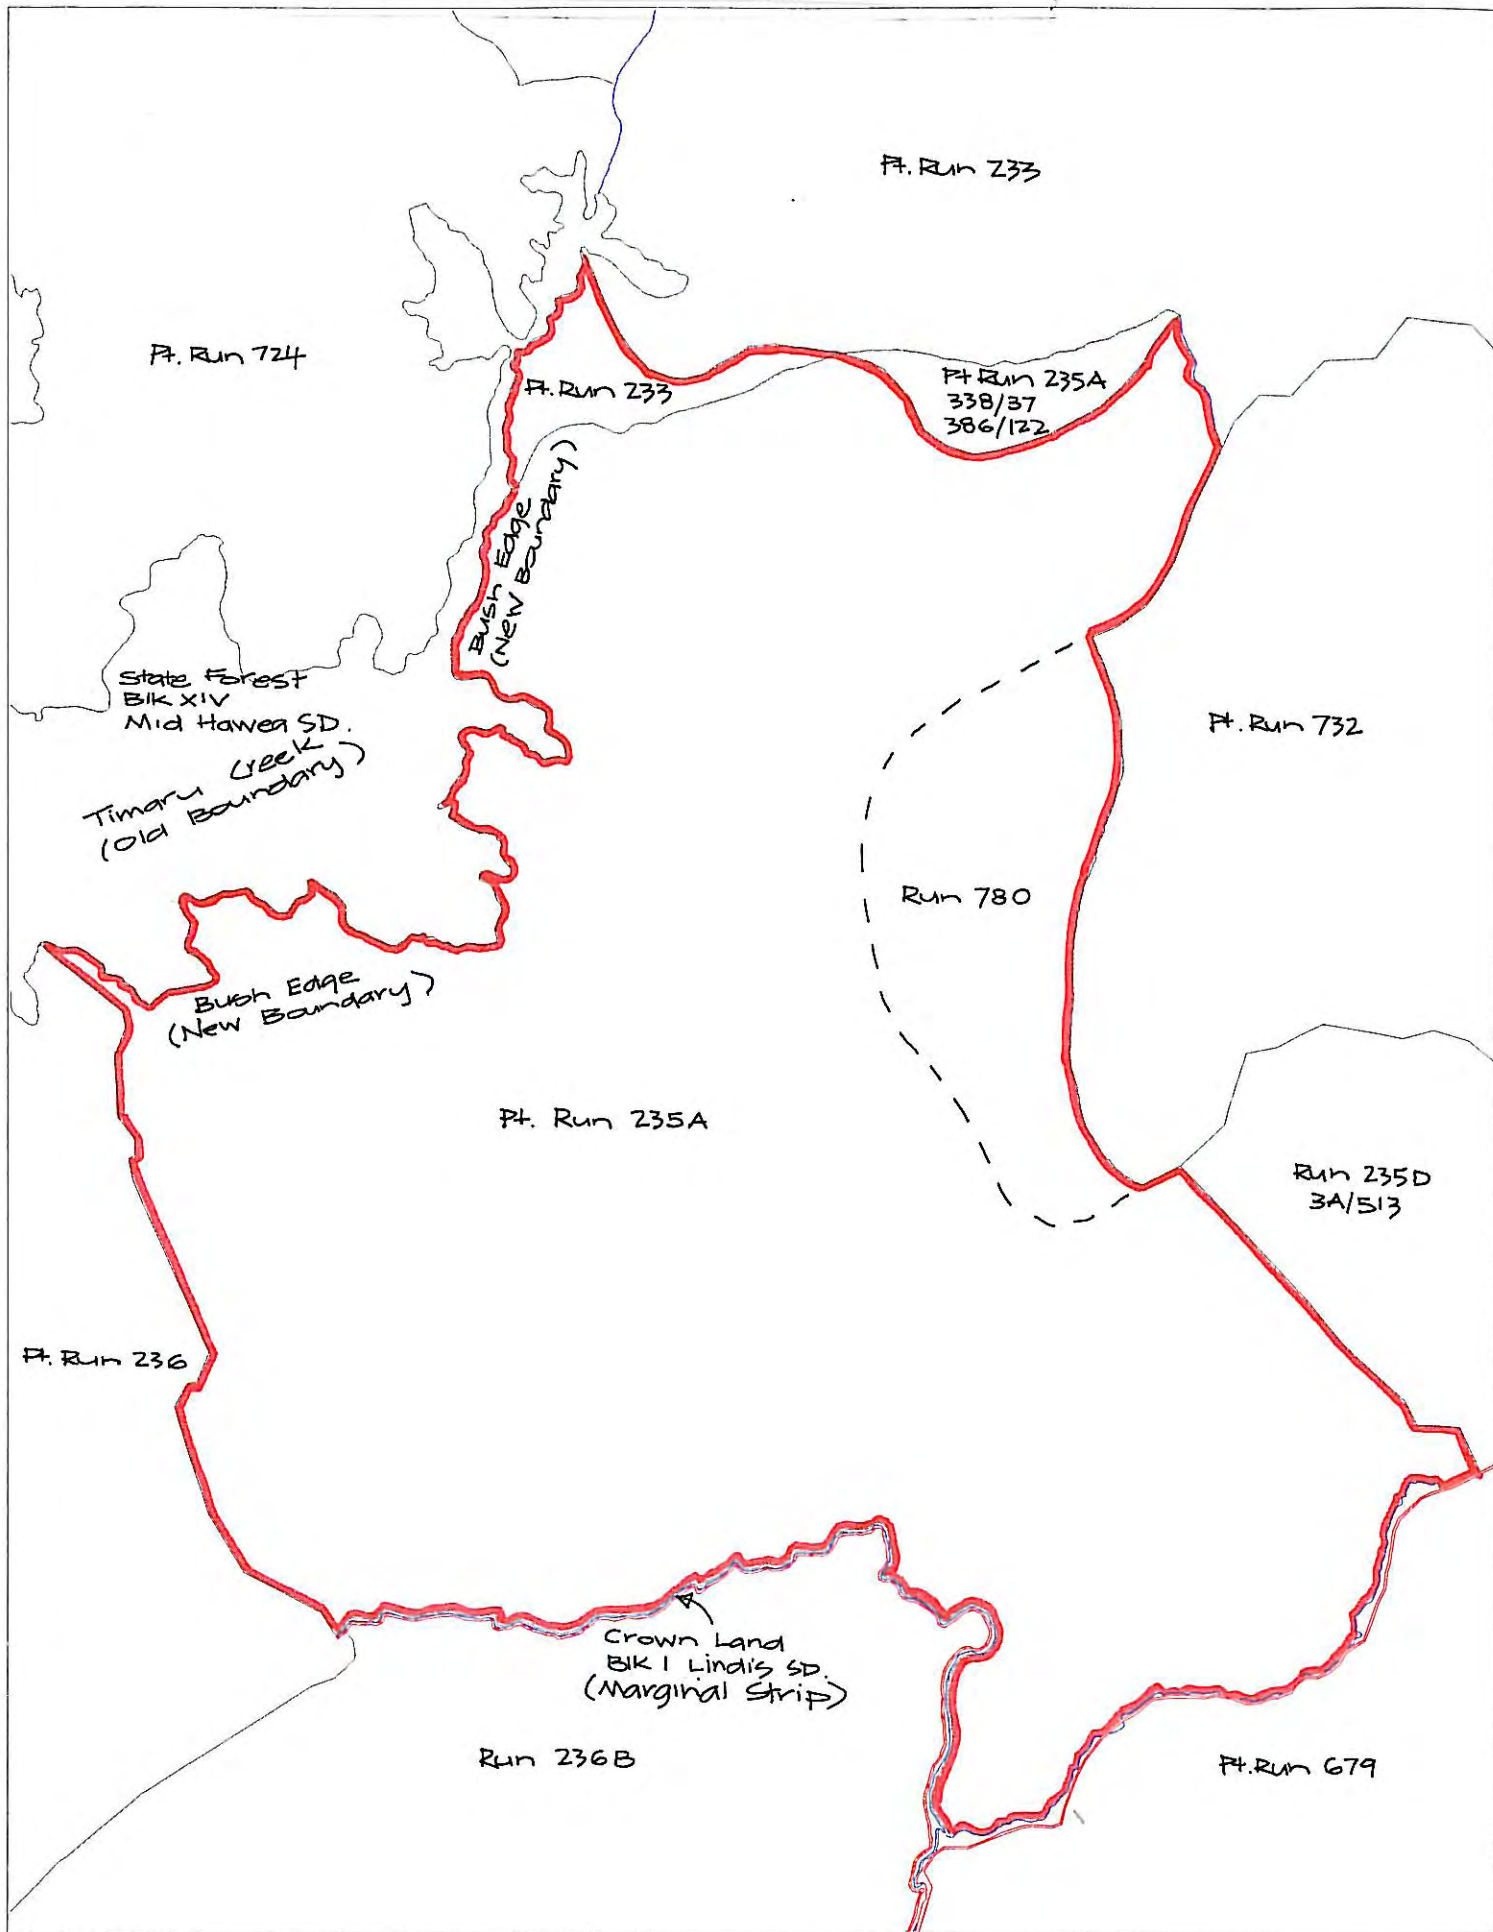 Pt. Run 233
Pt. Run 724
Pt. Run 233
Pt Run 235A
338/37
386/122
Bush Edge
(New Boundary)
State Forest
Blk XIV
Mid Hawea SD.
Timaru Creek
(Old Boundary)
Pt. Run 732
Run 780
Bush Edge
(New Boundary)
Pt. Run 235A
Run 235D
3A/513
Pt. Run 236
Crown Land
Blk I Lindis SD.
(Marginal Strip)
Run 236B
Pt. Run 679